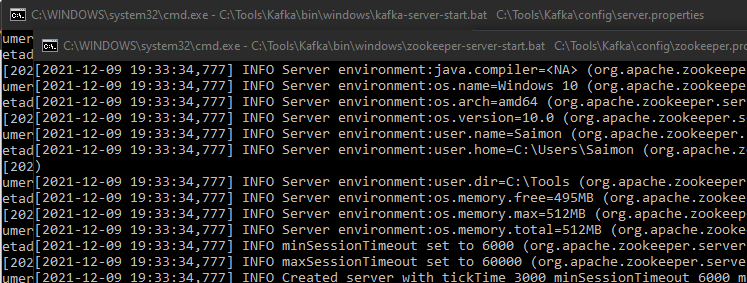 C:\WINDOWS\system32\cmd.exe - C:\Tools\Kafka\bin\windows\kafka-server-start.bat C:\Tools\Kafka\config\server.properties
umer
C:\WINDOWS\system32\cmd.exe - C:\Tools\Kafka\bin\windows\zookeeper-server-start.bat C:\Tools\Kafka\config\zookeeper.pro
etad
[202[2021-12-09 19:33:34,777] INFO Server environment:java.compiler=<NA> (org.apache.zookeeper.
umer[2021-12-09 19:33:34,777] INFO Server environment:os.name=Windows 10 (org.apache.zookeeper.
etad[2021-12-09 19:33:34,777] INFO Server environment:os.arch=amd64 (org.apache.zookeeper.ser
[202[2021-12-09 19:33:34,777] INFO Server environment:os.version=10.0 (org.apache.zookeeper.s
umer[2021-12-09 19:33:34,777] INFO Server environment:user.name=Saimon (org.apache.zookeeper.
etad[2021-12-09 19:33:34,777] INFO Server environment:user.home=C:\Users\Saimon (org.apache.z
[202)
umer[2021-12-09 19:33:34,777] INFO Server environment:user.dir=C:\Tools (org.apache.zookeeper
etad[2021-12-09 19:33:34,777] INFO Server environment:os.memory.free=495MB (org.apache.zookee
[202[2021-12-09 19:33:34,777] INFO Server environment:os.memory.max=512MB (org.apache.zookeep
umer[2021-12-09 19:33:34,777] INFO Server environment:os.memory.total=512MB (org.apache.zooke
etad[2021-12-09 19:33:34,777] INFO minSessionTimeout set to 6000 (org.apache.zookeeper.server
[202[2021-12-09 19:33:34,777] INFO maxSessionTimeout set to 60000 (org.apache.zookeeper.serve
umer[2021-12-09 19:33:34,777] INFO Created server with tickTime 3000 minSessionTimeout 6000 m